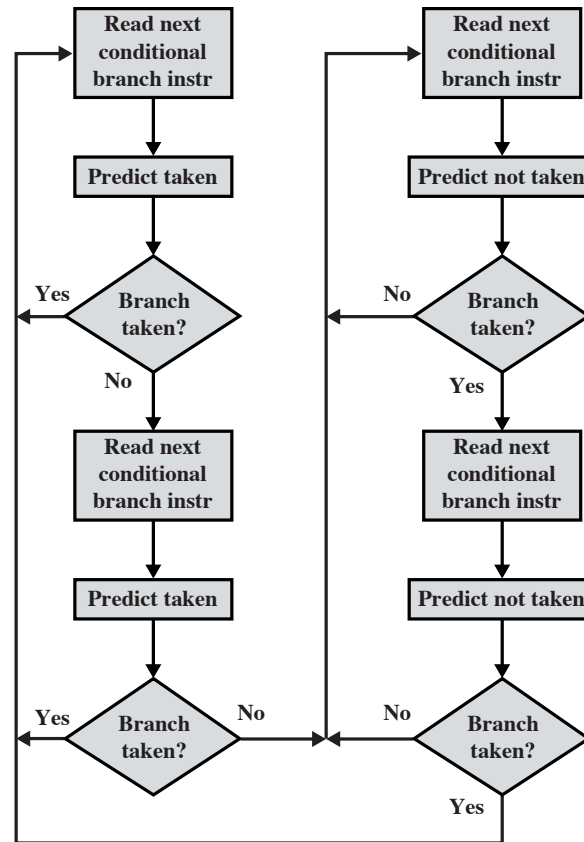 Read next
conditional
branch instr
Predict taken
Yes
Branch
taken?
No
Read next
conditional
branch instr
Predict taken
Yes
Branch
taken?
No
Read next
conditional
branch instr
Predict not taken
No
Branch
taken?
Yes
Read next
conditional
branch instr
Predict not taken
No
Branch
taken?
Yes